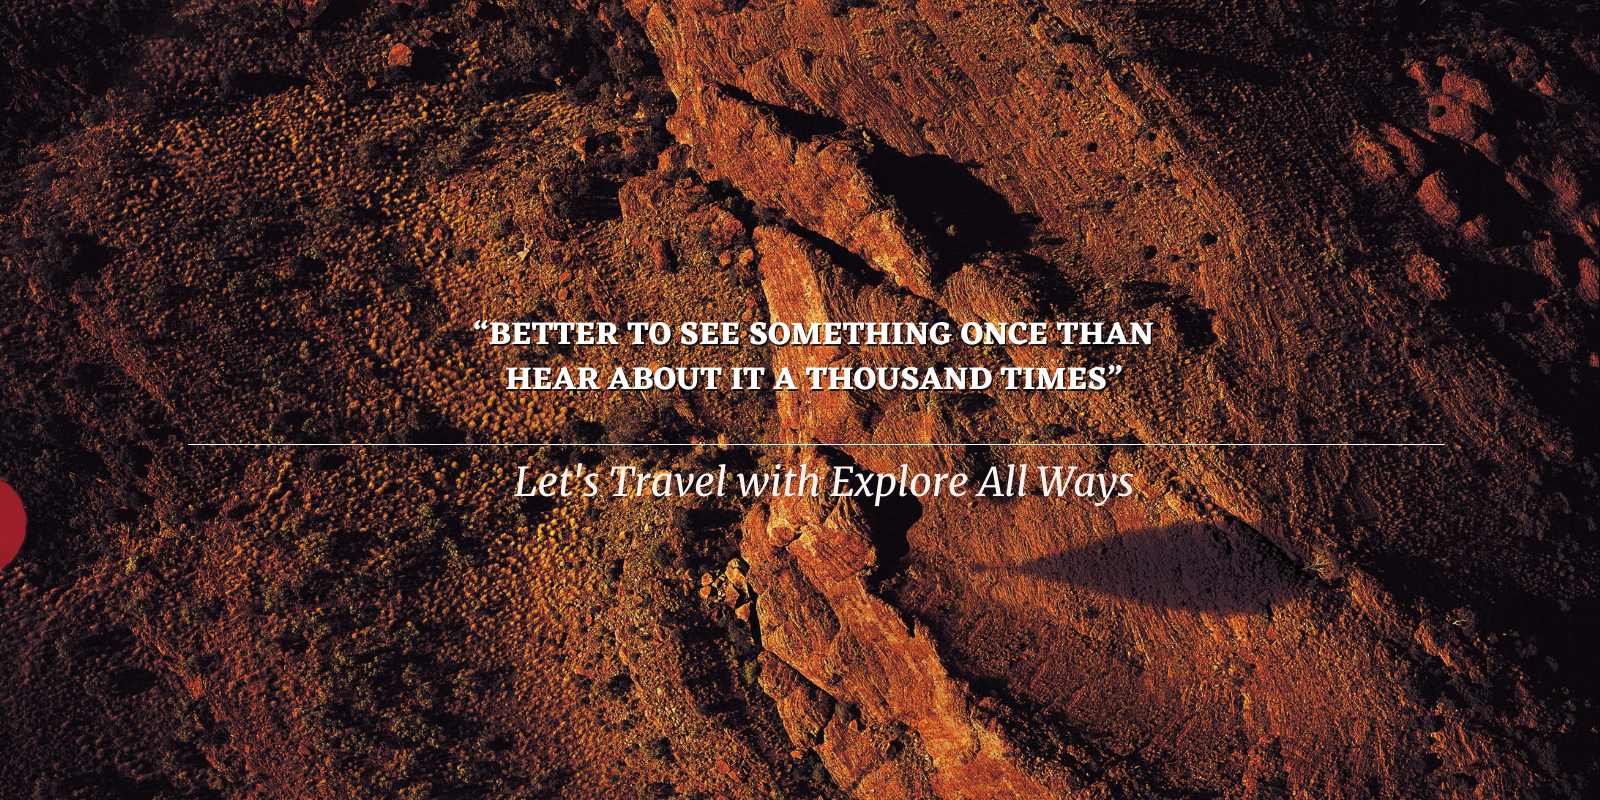 “BETTER TO SEE SOMETHING ONCE THAN
HEAR ABOUT IT A THOUSAND TIMES”
Let's Travel with Explore All Ways